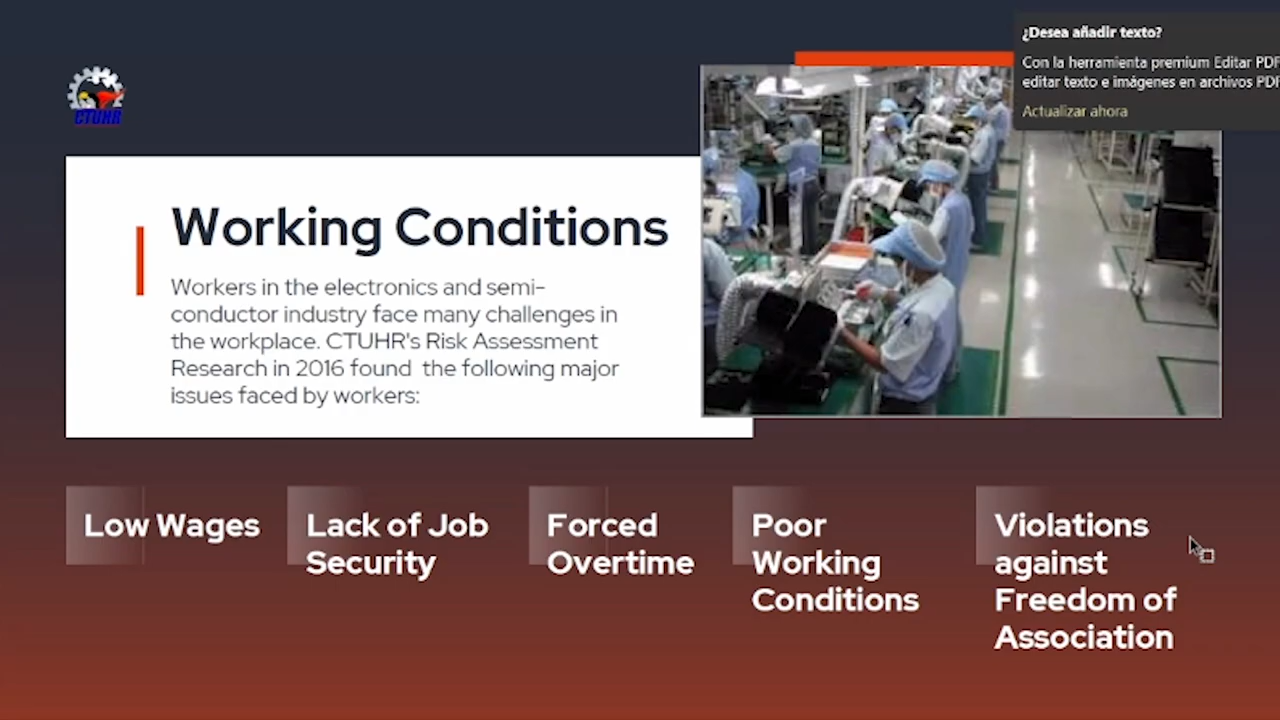 ¿Desea añadir texto?
Con la herramienta premium Editar PDF
editar texto e imágenes en archivos PDF
Actualizar ahora
CTUHR
Working Conditions
Workers in the electronics and semi-
conductor industry face many challenges in
the workplace. CTUHR's Risk Assessment
Research in 2016 found the following major
issues faced by workers:
Low Wages
Lack of Job
Security
Forced
Overtime
Poor
Working
Conditions
Violations
against
Freedom of
Association